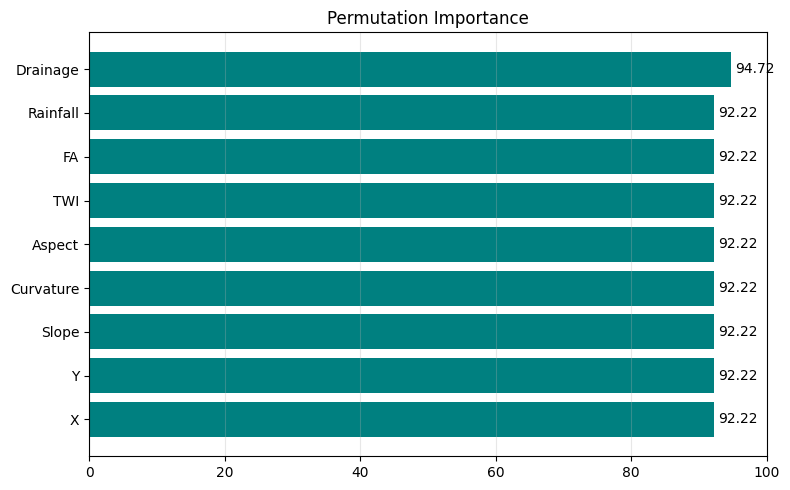 Permutation Importance
Drainage 94.72
Rainfall 92.22
FA 92.22
TWI 92.22
Aspect 92.22
Curvature 92.22
Slope 92.22
Y 92.22
X 92.22
0 20 40 60 80 100